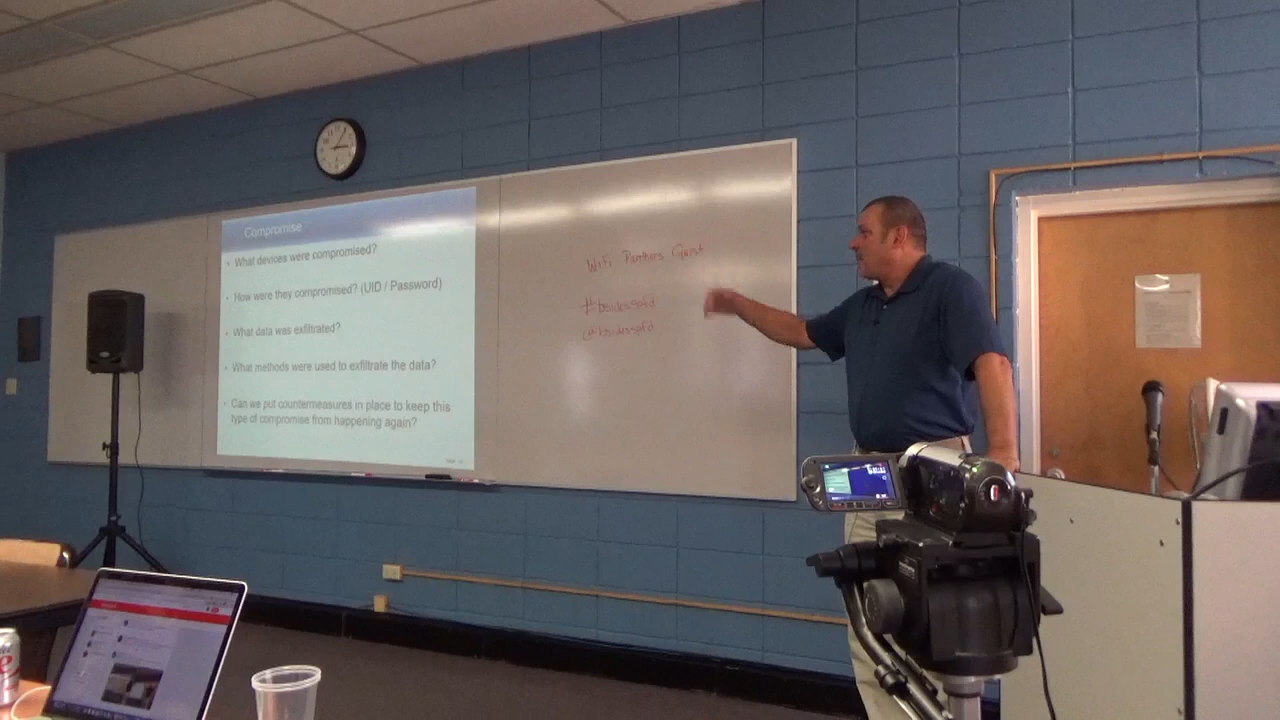 Compromise
• What devices were compromised?
• How were they compromised? (UID / Password)
• What data was exfiltrated?
• What methods were used to exfiltrate the data?
• Can we put countermeasures in place to keep this
type of compromise from happening again?
WiFi Panthers Guest
#bsidesofd
@bsidesofd